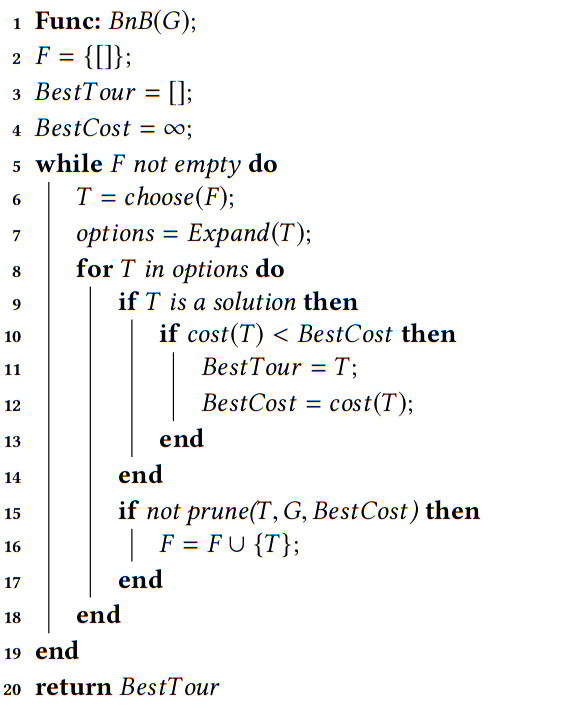 1 Func: BnB(G);
2 F = {[]};
3 BestTour = [];
4 BestCost = ∞;
5 while F not empty do
6 T = choose(F);
7 options = Expand(T);
8 for T in options do
9 if T is a solution then
10 if cost(T) < BestCost then
11 BestTour = T;
12 BestCost = cost(T);
13 end
14 end
15 if not prune(T, G, BestCost) then
16 F = F ∪ {T};
17 end
18 end
19 end
20 return BestTour